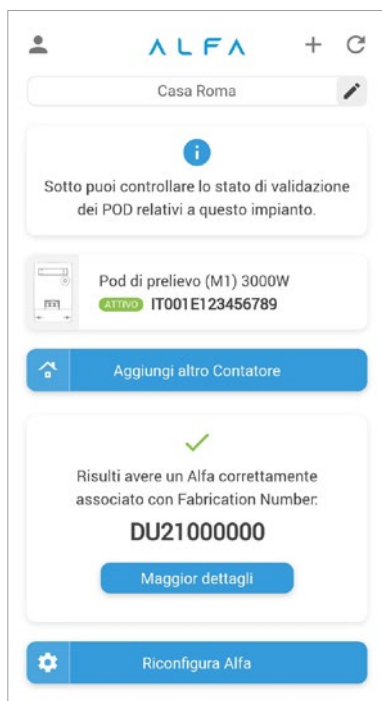 ALFA
Casa Roma
Sotto puoi controllare lo stato di validazione
dei POD relativi a questo impianto.
Pod di prelievo (M1) 3000W
ATTIVO IT001E123456789
Aggiungi altro Contatore
Risulti avere un Alfa correttamente
associato con Fabrication Number:
DU21000000
Maggior dettagli
Riconfigura Alfa